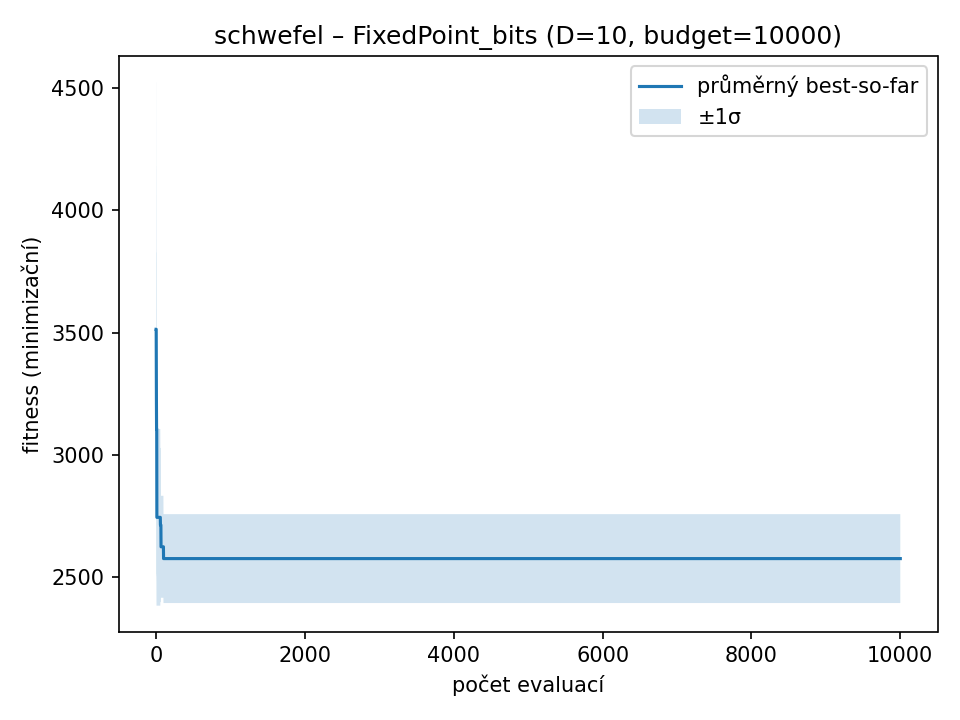 schwefel – FixedPoint_bits (D=10, budget=10000)
průměrný best-so-far
±1σ
fitness (minimizační)
4500
4000
3500
3000
2500
0
2000
4000
6000
8000
10000
počet evaluací